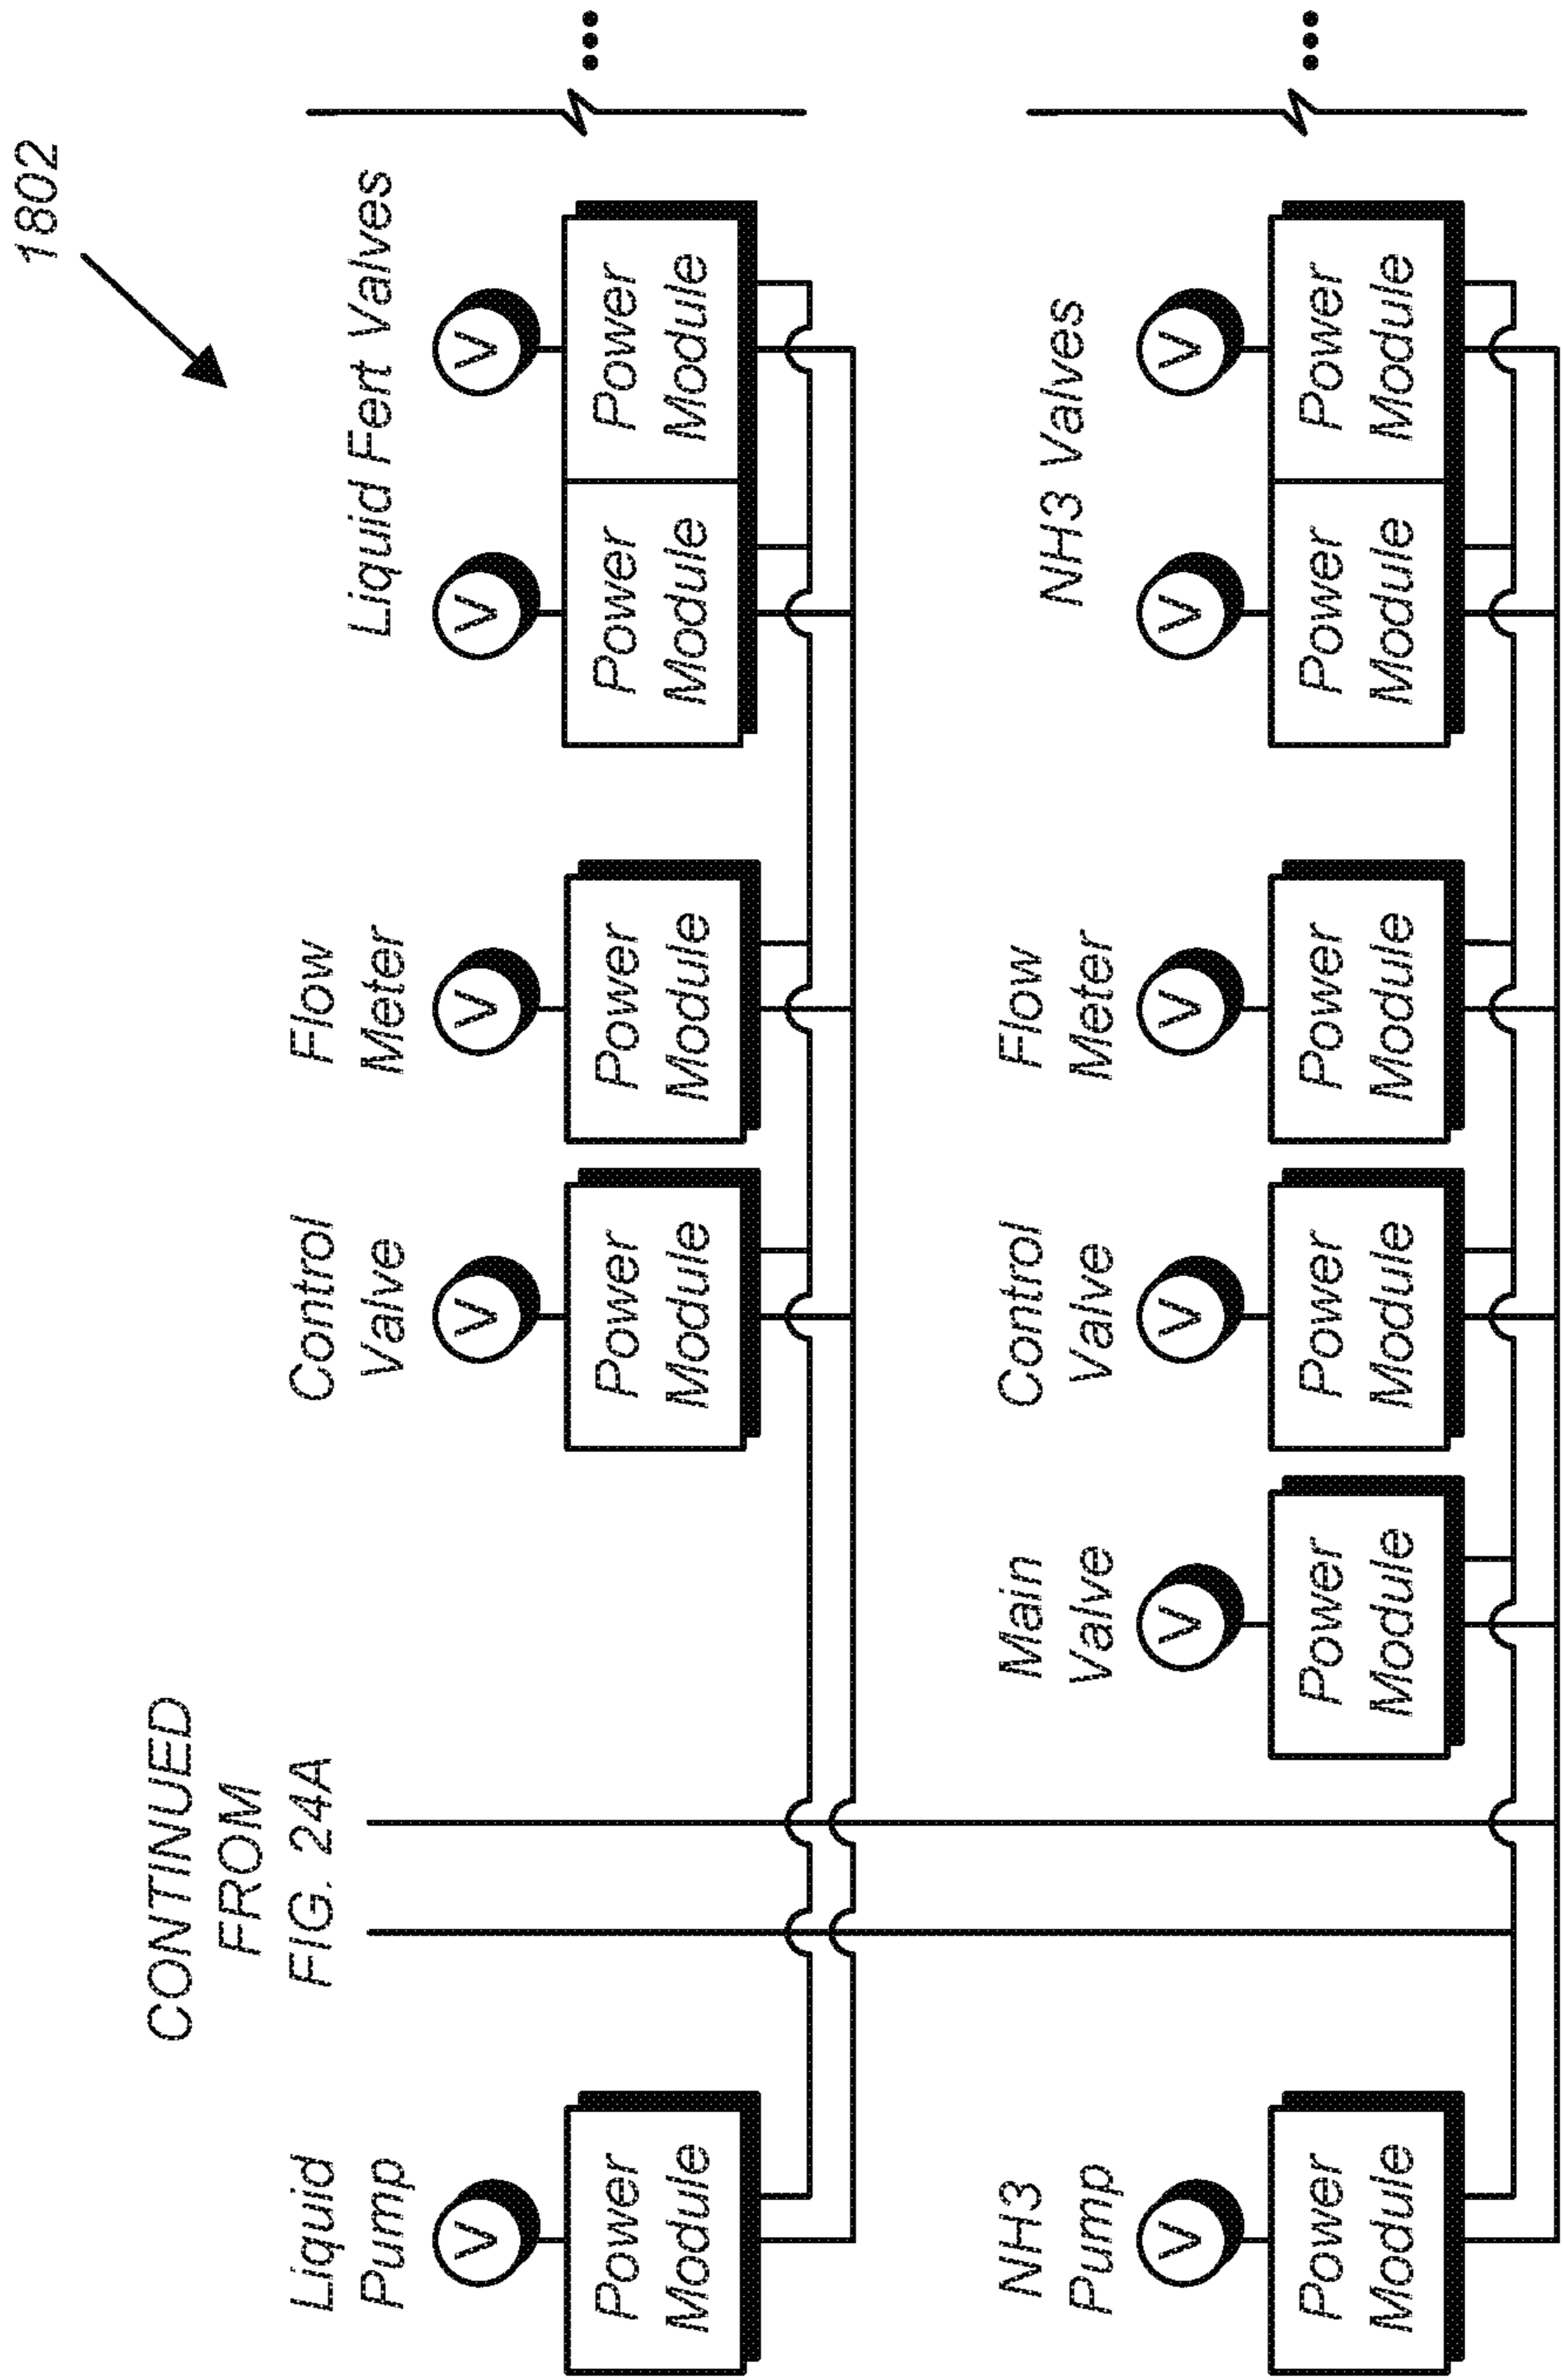 1802
CONTINUED
FROM
FIG. 24A
Liquid
Pump
V
Power
Module
Control
Valve
V
Power
Module
Flow
Meter
V
Power
Module
Liquid Fert Valves
V
V
Power
Module
Power
Module
...
NH3
Pump
V
Power
Module
Main
Valve
V
Power
Module
Control
Valve
V
Power
Module
Flow
Meter
V
Power
Module
NH3 Valves
V
V
Power
Module
Power
Module
...